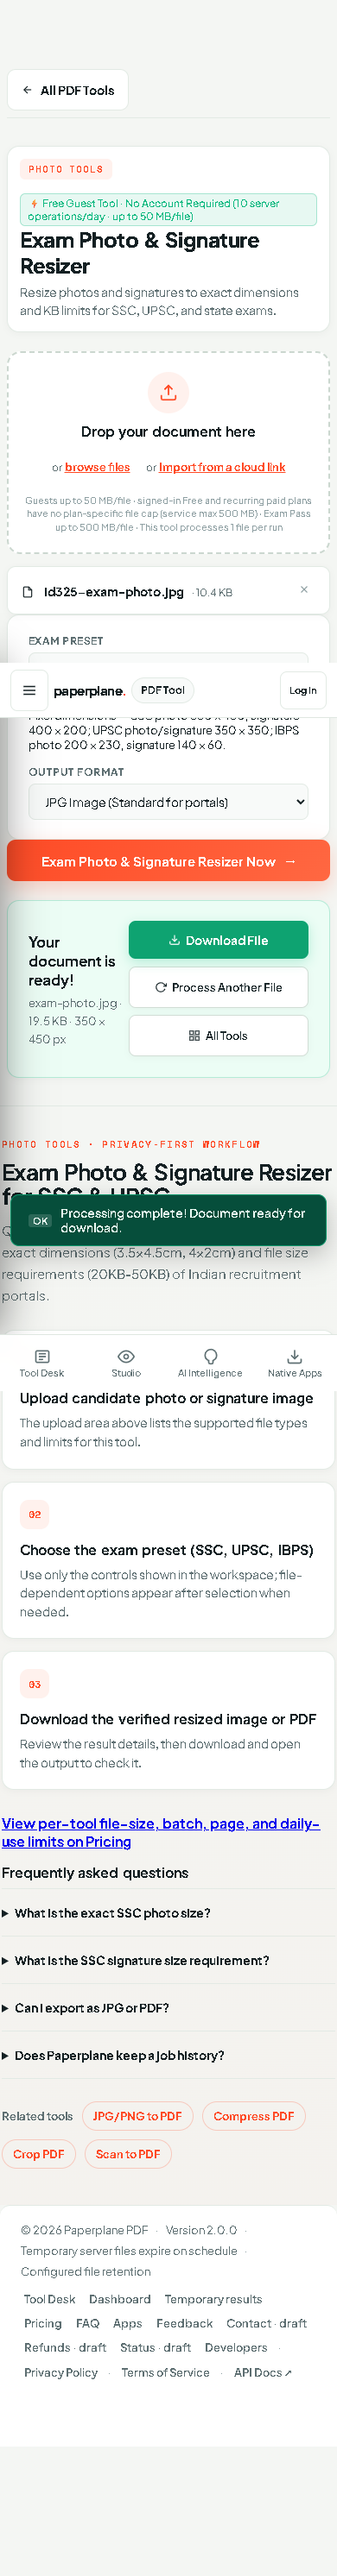 ← All PDF Tools
PHOTO TOOLS
Free Guest Tool · No Account Required (10 server
operations/day · up to 50 MB/file)
Exam Photo & Signature
Resizer
Resize photos and signatures to exact dimensions
and KB limits for SSC, UPSC, and state exams.
Drop your document here
or browse files or Import from a cloud link
Guests up to 50 MB/file · signed-in Free and recurring paid plans
have no plan-specific file cap (service max 500 MB) · Exam Pass
up to 500 MB/file · This tool processes 1 file per run
ld325-exam-photo.jpg · 10.4 KB ×
EXAM PRESET
paperplane. PDF Tool Log In
400 × 200; UPSC photo/signature 350 × 350; IBPS
photo 200 × 230, signature 140 × 60.
OUTPUT FORMAT
JPG Image (Standard for portals)
Exam Photo & Signature Resizer Now →
Your
document is
ready!
exam-photo.jpg ·
19.5 KB · 350 ×
450 px
Download File
Process Another File
All Tools
PHOTO TOOLS · PRIVACY-FIRST WORKFLOW
Exam Photo & Signature Resizer
for SSC & UPSC
OK Processing complete! Document ready for
download.
exact dimensions (3.5×4.5cm, 4×2cm) and file size
requirements (20KB-50KB) of Indian recruitment
portals.
Tool Desk Studio AI Intelligence Native Apps
Upload candidate photo or signature image
The upload area above lists the supported file types
and limits for this tool.
02
Choose the exam preset (SSC, UPSC, IBPS)
Use only the controls shown in the workspace; file-
dependent options appear after selection when
needed.
03
Download the verified resized image or PDF
Review the result details, then download and open
the output to check it.
View per-tool file-size, batch, page, and daily-
use limits on Pricing
Frequently asked questions
What is the exact SSC photo size?
What is the SSC signature size requirement?
Can I export as JPG or PDF?
Does Paperplane keep a job history?
Related tools JPG/PNG to PDF Compress PDF
Crop PDF Scan to PDF
© 2026 Paperplane PDF · Version 2.0.0 ·
Temporary server files expire on schedule ·
Configured file retention
Tool Desk Dashboard Temporary results
Pricing FAQ Apps Feedback Contact · draft
Refunds · draft Status · draft Developers ·
Privacy Policy · Terms of Service · API Docs ↗